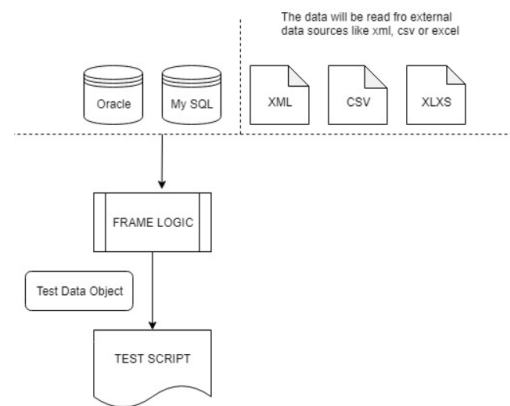 The data will be read fro external
data sources like xml, csv or excel
Oracle
My SQL
XML
CSV
XLXS
FRAME LOGIC
Test Data Object
TEST SCRIPT